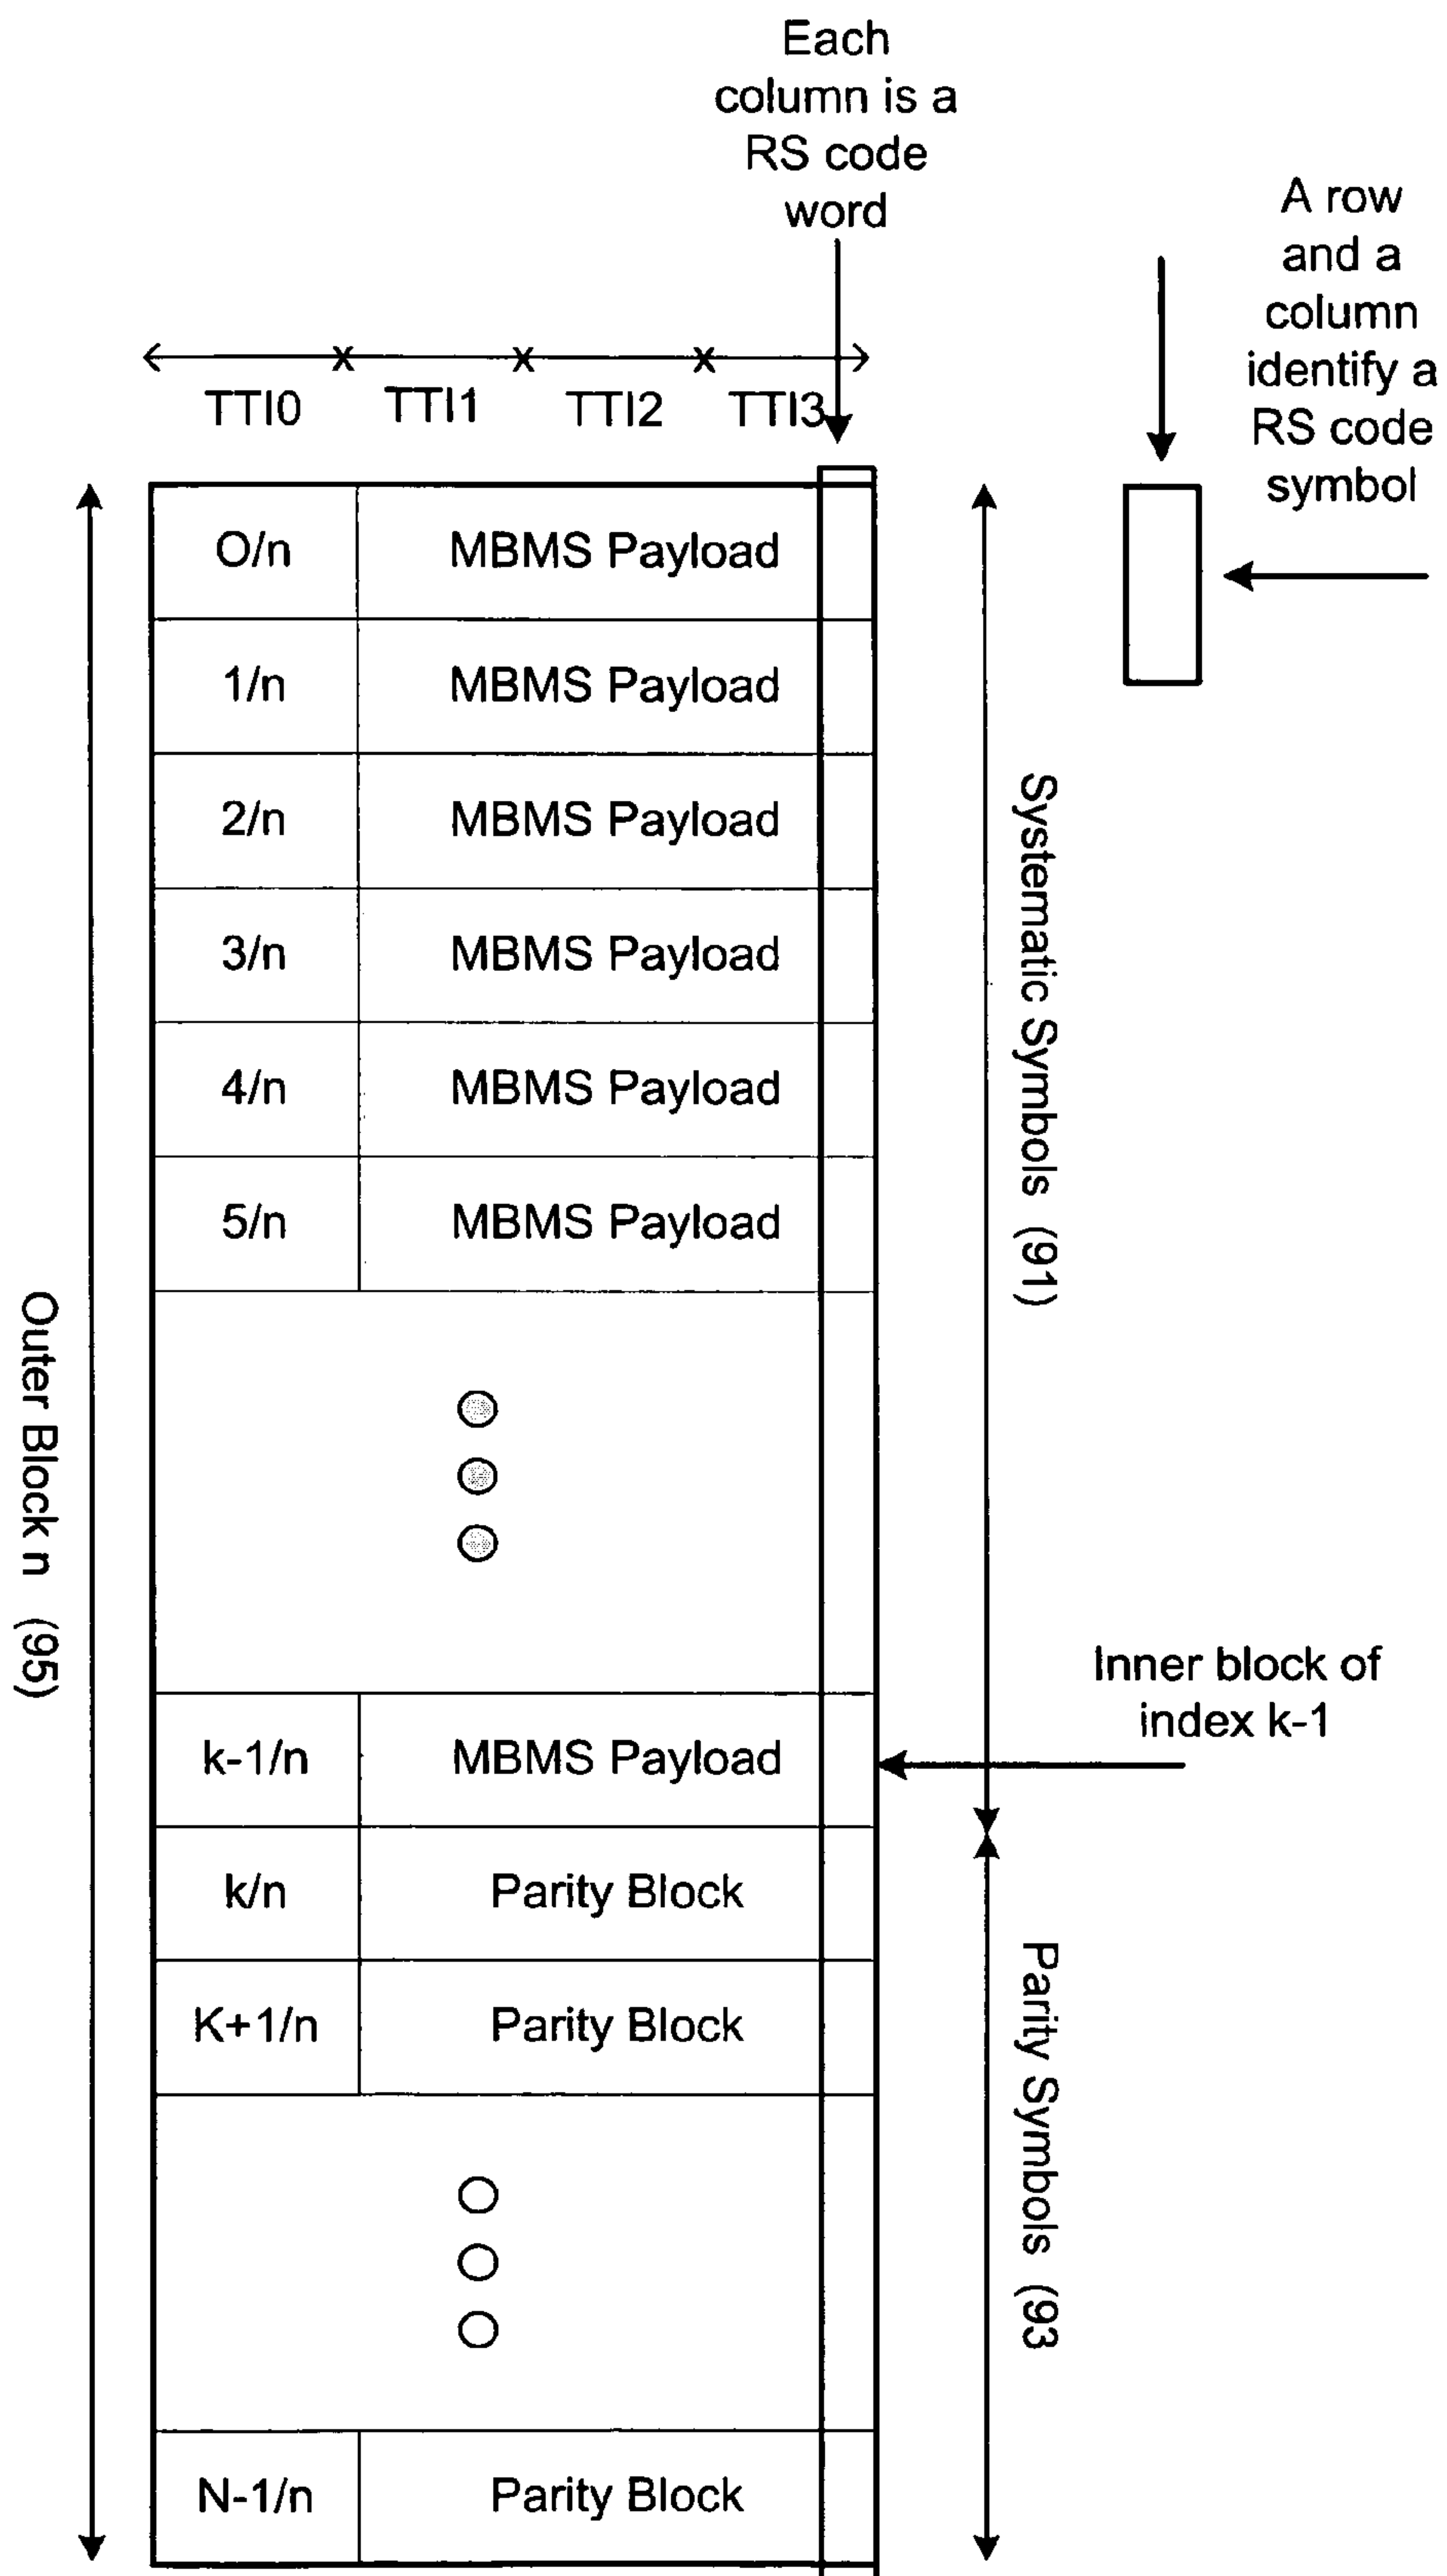 Each
column is a
RS code
word
A row
and a
column
identify a
RS code
symbol
TTI0 TTI1 TTI2 TTI3
O/n MBMS Payload
1/n MBMS Payload
2/n MBMS Payload
3/n MBMS Payload
4/n MBMS Payload
5/n MBMS Payload
Systematic Symbols (91)
Outer Block n (95)
Inner block of
index k-1
k-1/n MBMS Payload
k/n Parity Block
K+1/n Parity Block
Parity Symbols (93
N-1/n Parity Block